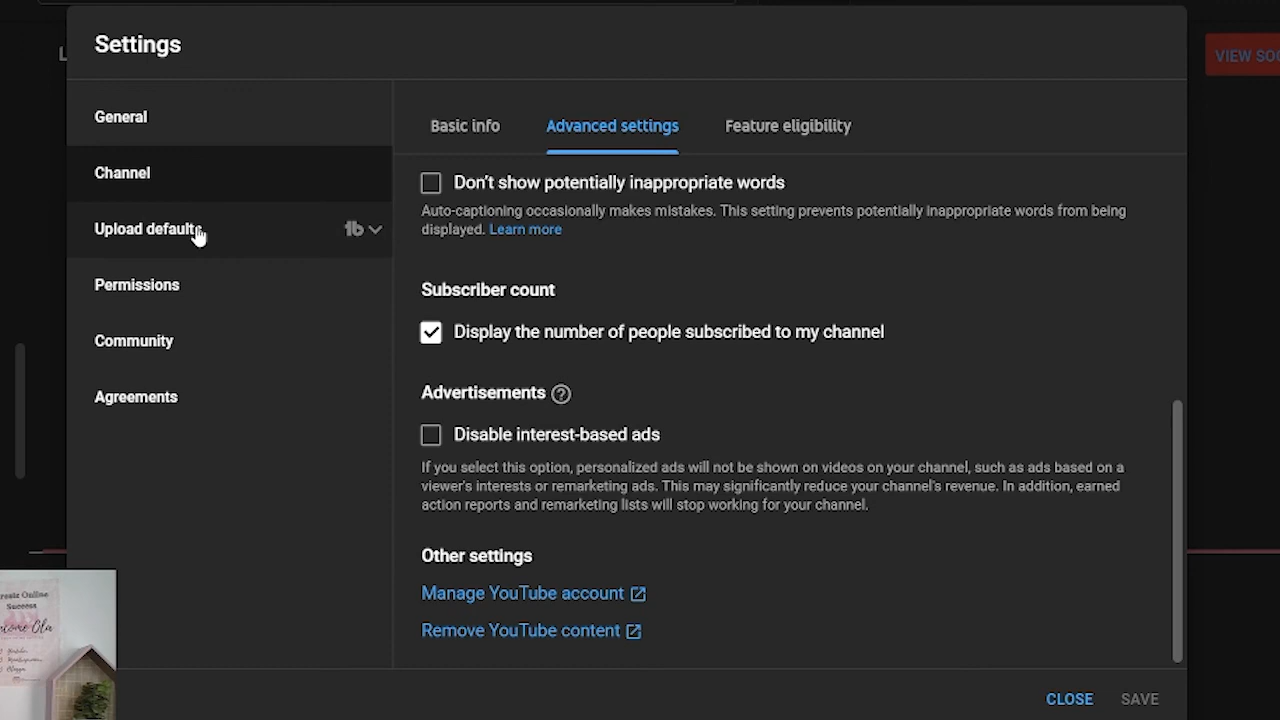 Settings
VIEW SO
General
Channel
Upload defaults
Permissions
Community
Agreements
Basic info
Advanced settings
Feature eligibility
Don't show potentially inappropriate words
Auto-captioning occasionally makes mistakes. This setting prevents potentially inappropriate words from being
displayed. Learn more
Subscriber count
Display the number of people subscribed to my channel
Advertisements
Disable interest-based ads
If you select this option, personalized ads will not be shown on videos on your channel, such as ads based on a
viewer's interests or remarketing ads. This may significantly reduce your channel's revenue. In addition, earned
action reports and remarketing lists will stop working for your channel.
Other settings
Manage YouTube account
Remove YouTube content
CLOSE
SAVE
reate Online
Success
ncome Ola